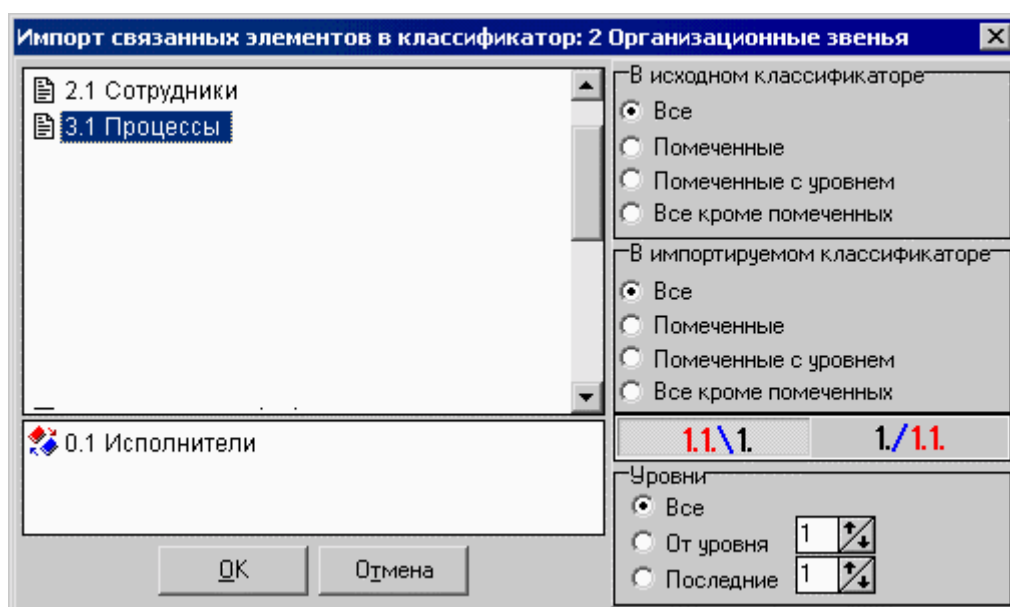 Импорт связанных элементов в классификатор: 2 Организационные звенья
2.1 Сотрудники
3.1 Процессы
0.1 Исполнители
OK
Отмена
В исходном классификаторе
Все
Помеченные
Помеченные с уровнем
Все кроме помеченных
В импортируемом классификаторе
Все
Помеченные
Помеченные с уровнем
Все кроме помеченных
1.1.\1.
1./1.1.
Уровни
Все
От уровня 1
Последние 1